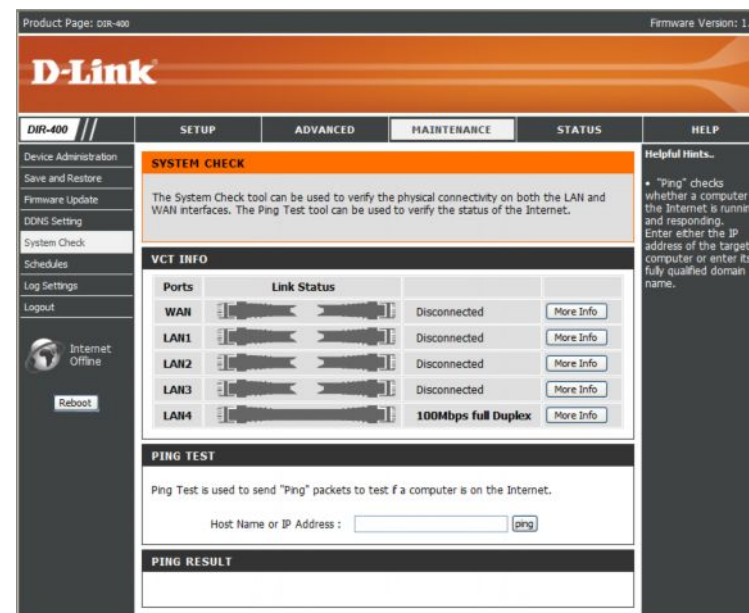 Product Page: DIR-400
Firmware Version: 1.
D-Link
DIR-400
SETUP
ADVANCED
MAINTENANCE
STATUS
HELP
Device Administration
Save and Restore
Firmware Update
DDNS Setting
System Check
Schedules
Log Settings
Logout
Internet
Offline
Reboot
SYSTEM CHECK
The System Check tool can be used to verify the physical connectivity on both the LAN and
WAN interfaces. The Ping Test tool can be used to verify the status of the Internet.
VCT INFO
Ports Link Status
WAN Disconnected More Info
LAN1 Disconnected More Info
LAN2 Disconnected More Info
LAN3 Disconnected More Info
LAN4 100Mbps full Duplex More Info
PING TEST
Ping Test is used to send "Ping" packets to test if a computer is on the Internet.
Host Name or IP Address : ping
PING RESULT
Helpful Hints..
• "Ping" checks
whether a computer
the Internet is runnin
and responding.
Enter either the IP
address of the target
computer or enter its
fully qualified domain
name.